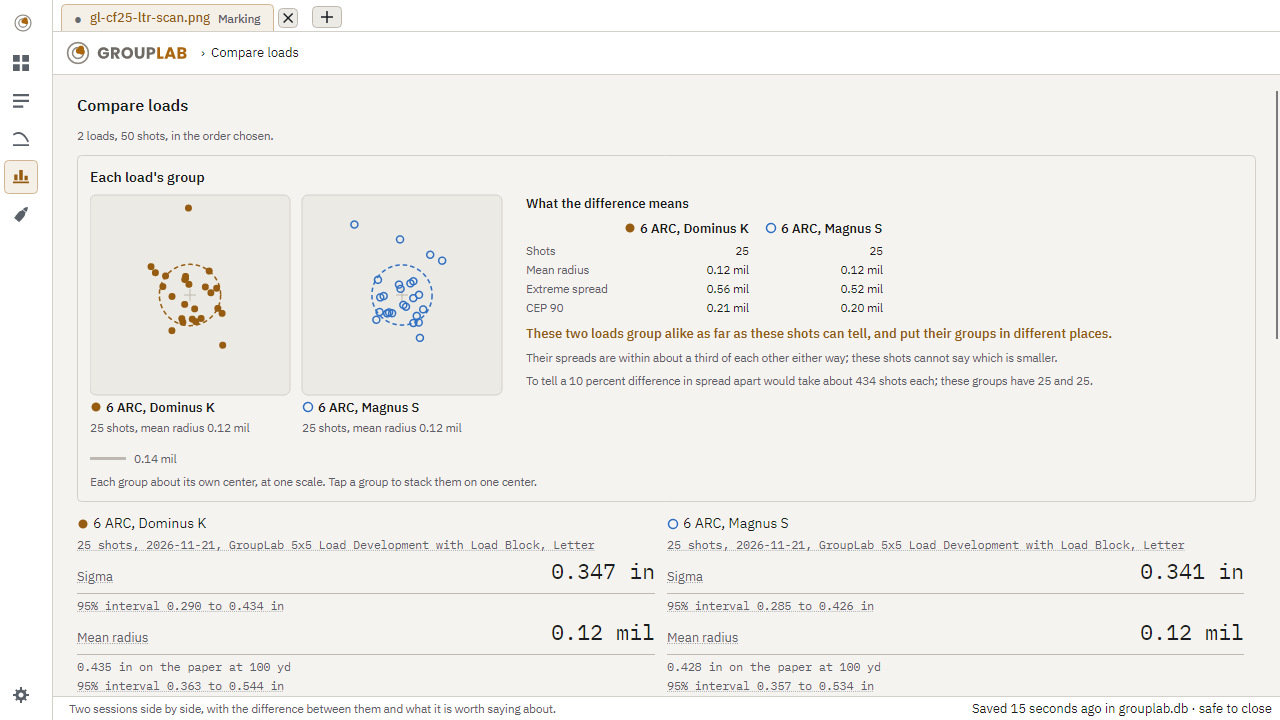 gl-cf25-ltr-scan.png Marking
GROUPLAB › Compare loads
Compare loads
2 loads, 50 shots, in the order chosen.
Each load's group
6 ARC, Dominus K
25 shots, mean radius 0.12 mil
6 ARC, Magnus S
25 shots, mean radius 0.12 mil
0.14 mil
Each group about its own center, at one scale. Tap a group to stack them on one center.
What the difference means
6 ARC, Dominus K 6 ARC, Magnus S
Shots 25 25
Mean radius 0.12 mil 0.12 mil
Extreme spread 0.56 mil 0.52 mil
CEP 90 0.21 mil 0.20 mil
These two loads group alike as far as these shots can tell, and put their groups in different places.
Their spreads are within about a third of each other either way; these shots cannot say which is smaller.
To tell a 10 percent difference in spread apart would take about 434 shots each; these groups have 25 and 25.
6 ARC, Dominus K
25 shots, 2026-11-21, GroupLab 5x5 Load Development with Load Block, Letter
Sigma 0.347 in
95% interval 0.290 to 0.434 in
Mean radius 0.12 mil
0.435 in on the paper at 100 yd
95% interval 0.363 to 0.544 in
6 ARC, Magnus S
25 shots, 2026-11-21, GroupLab 5x5 Load Development with Load Block, Letter
Sigma 0.341 in
95% interval 0.285 to 0.426 in
Mean radius 0.12 mil
0.428 in on the paper at 100 yd
95% interval 0.357 to 0.534 in
Two sessions side by side, with the difference between them and what it is worth saying about.
Saved 15 seconds ago in grouplab.db · safe to close